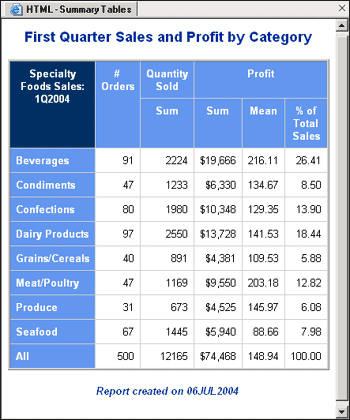 HTML - Summary Tables
First Quarter Sales and Profit by Category
Specialty Foods Sales: 1Q2004 # Orders Quantity Sold Profit
Sum Sum Mean % of Total Sales
Beverages 91 2224 $19,666 216.11 26.41
Condiments 47 1233 $6,330 134.67 8.50
Confections 80 1980 $10,348 129.35 13.90
Dairy Products 97 2550 $13,728 141.53 18.44
Grains/Cereals 40 891 $4,381 109.53 5.88
Meat/Poultry 47 1169 $9,550 203.18 12.82
Produce 31 673 $4,525 145.97 6.08
Seafood 67 1445 $5,940 88.66 7.98
All 500 12165 $74,468 148.94 100.00
Report created on 06JUL2004